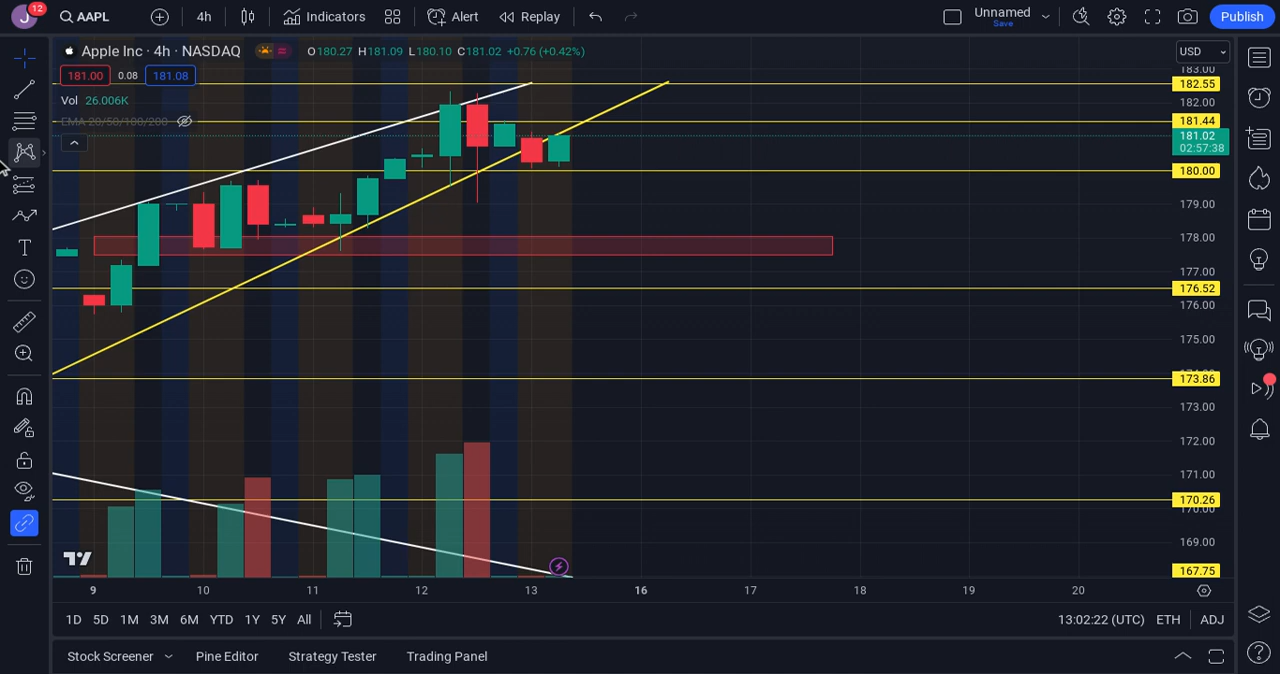 J 12 AAPL 4h Indicators Alert Replay Unnamed Save Publish
Apple Inc · 4h · NASDAQ O180.27 H181.09 L180.10 C181.02 +0.76 (+0.42%) USD
181.00 0.08 181.08
Vol 26.006K
EMA 20/50/100/200
183.00
182.55
182.00
181.44
181.02
02:57:38
180.00
179.00
178.00
177.00
176.52
176.00
175.00
173.86
173.00
172.00
171.00
170.26
170.00
169.00
167.75
9 10 11 12 13 16 17 18 19 20
1D 5D 1M 3M 6M YTD 1Y 5Y All 13:02:22 (UTC) ETH ADJ
Stock Screener Pine Editor Strategy Tester Trading Panel